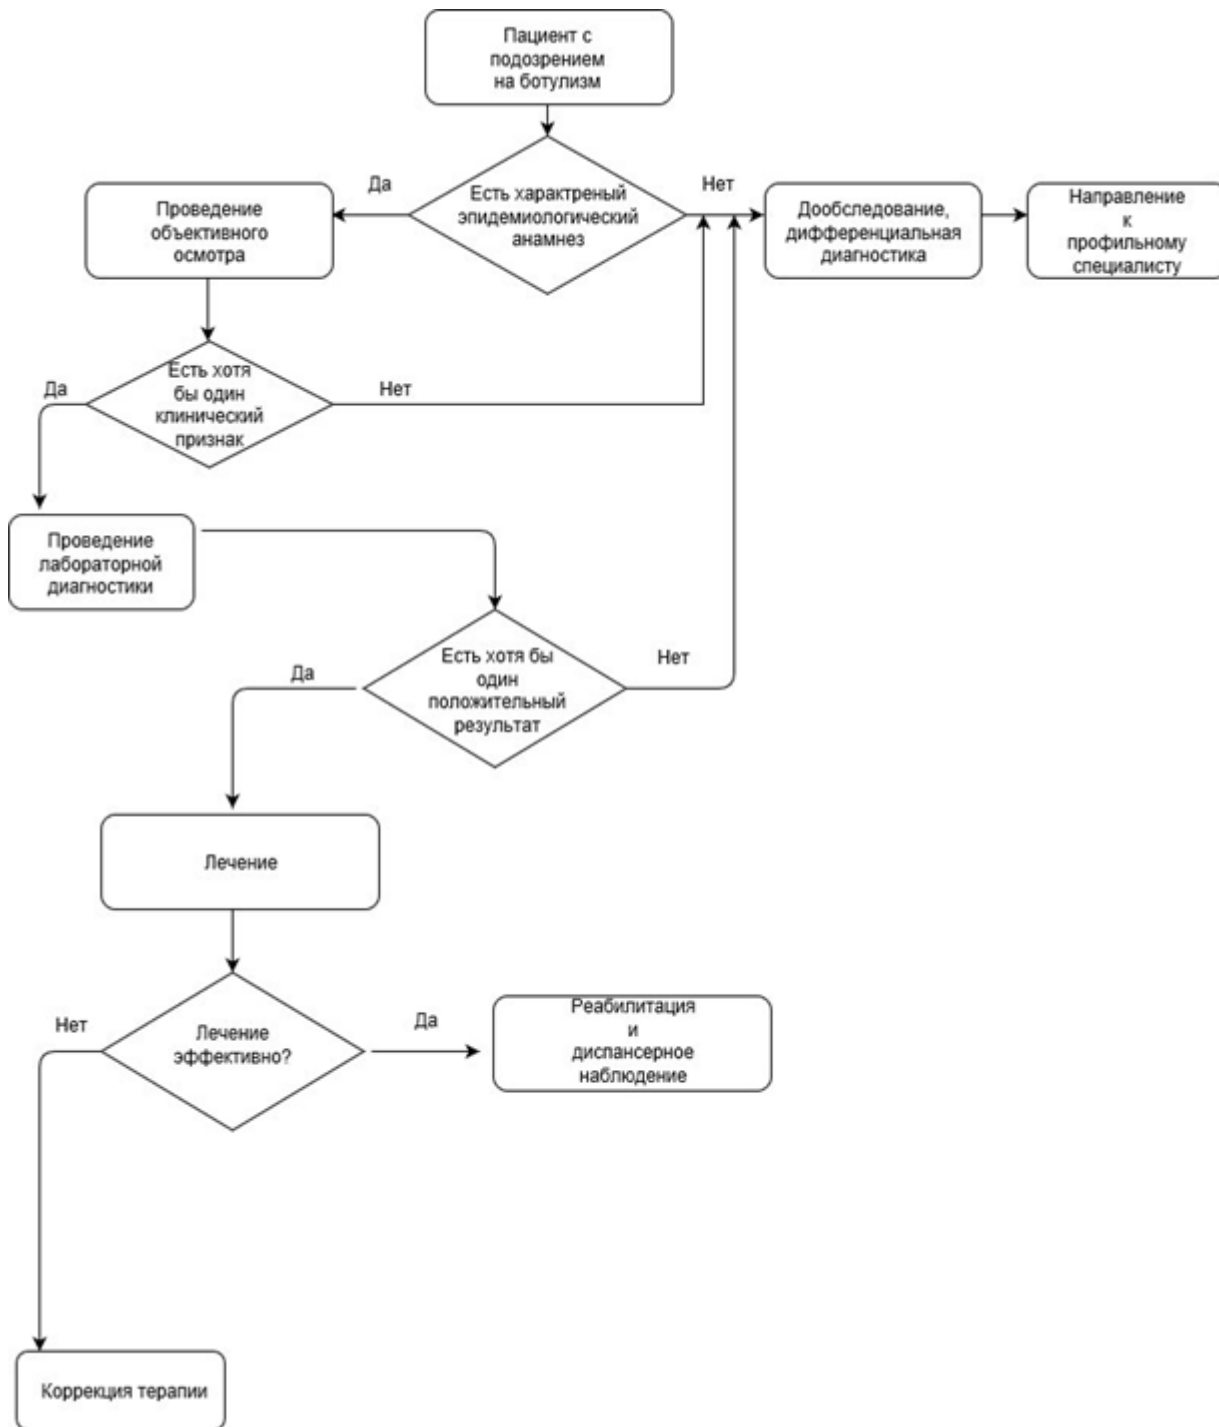 Пациент с
подозрением
на ботулизм
Да
Есть характреный
эпидемиологический
анамнез
Нет
Проведение
объективного
осмотра
Дообследование,
дифференциальная
диагностика
Направление
к
профильному
специалисту
Да
Есть хотя
бы один
клинический
признак
Нет
Проведение
лабораторной
диагностики
Да
Есть хотя бы
один
положительный
результат
Нет
Лечение
Нет
Лечение
эффективно?
Да
Реабилитация
и
диспансерное
наблюдение
Коррекция терапии